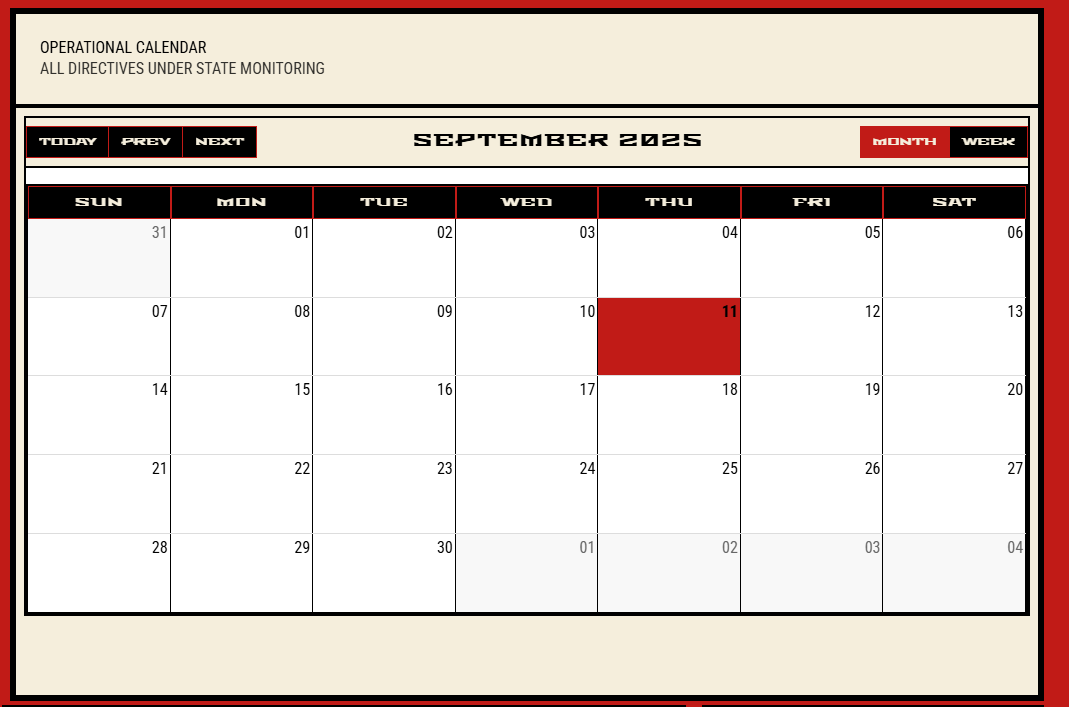 OPERATIONAL CALENDAR
ALL DIRECTIVES UNDER STATE MONITORING
TODAY PREV NEXT SEPTEMBER 2025 MONTH WEEK
SUN MON TUE WED THU FRI SAT
31 01 02 03 04 05 06
07 08 09 10 11 12 13
14 15 16 17 18 19 20
21 22 23 24 25 26 27
28 29 30 01 02 03 04